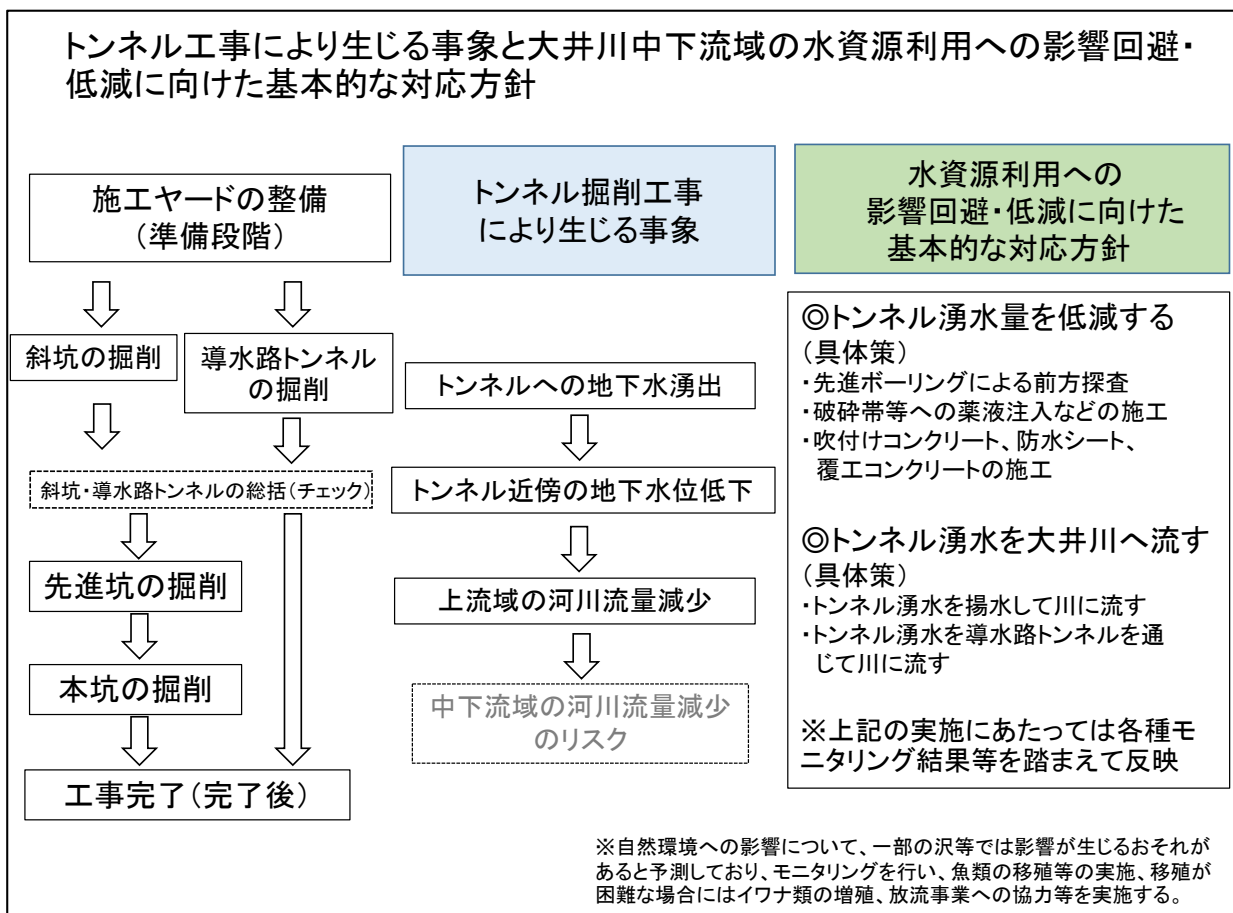 トンネル工事により生じる事象と大井川中下流域の水資源利用への影響回避・
低減に向けた基本的な対応方針
施工ヤードの整備
(準備段階)
斜坑の掘削
導水路トンネル
の掘削
斜坑・導水路トンネルの総括(チェック)
先進坑の掘削
本坑の掘削
工事完了(完了後)
トンネル掘削工事
により生じる事象
トンネルへの地下水湧出
トンネル近傍の地下水位低下
上流域の河川流量減少
中下流域の河川流量減少
のリスク
水資源利用への
影響回避・低減に向けた
基本的な対応方針
◎トンネル湧水量を低減する
(具体策)
・先進ボーリングによる前方探査
・破砕帯等への薬液注入などの施工
・吹付けコンクリート、防水シート、
覆工コンクリートの施工
◎トンネル湧水を大井川へ流す
(具体策)
・トンネル湧水を揚水して川に流す
・トンネル湧水を導水路トンネルを通
じて川に流す
※上記の実施にあたっては各種モ
ニタリング結果等を踏まえて反映
※自然環境への影響について、一部の沢等では影響が生じるおそれが
あると予測しており、モニタリングを行い、魚類の移殖等の実施、移殖が
困難な場合にはイワナ類の増殖、放流事業への協力等を実施する。